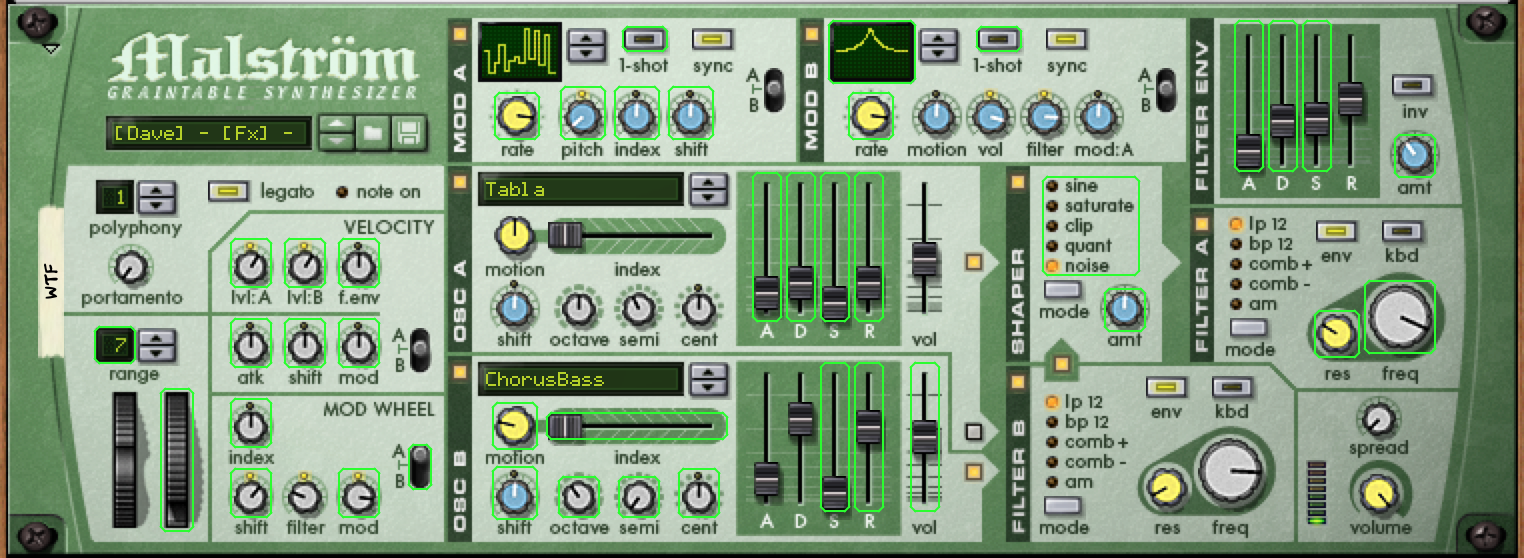 Malström
GRAINTABLE SYNTHESIZER
[Dave] - [Fx] -
WTF
1
polyphony
legato
note on
portamento
VELOCITY
lvl:A lvl:B f.env
atk shift mod
A
B
7
range
MOD WHEEL
index
A
B
shift filter mod
MOD A
1-shot sync
A
B
rate pitch index shift
MOD B
1-shot sync
A
B
rate motion vol filter mod:A
FILTER ENV
A D S R
inv
amt
OSC A
Tabla
motion index
shift octave semi cent
A D S R
vol
OSC B
ChorusBass
motion index
shift octave semi cent
A D S R
vol
SHAPER
sine
saturate
clip
quant
noise
mode
amt
FILTER A
lp 12
bp 12
comb +
comb -
am
mode
env kbd
res freq
FILTER B
lp 12
bp 12
comb +
comb -
am
mode
env kbd
res freq
spread
volume